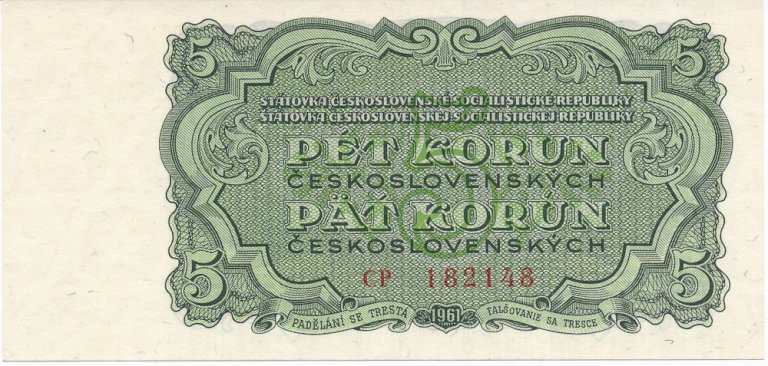 5 5
STÁTOVKA ČESKOSLOVENSKÉ SOCIALISTICKÉ REPUBLIKY
ŠTÁTOVKA ČESKOSLOVENSKEJ SOCIALISTICKEJ REPUBLIKY
PĚT KORUN
ČESKOSLOVENSKÝCH
PÄŤ KORÚN
ČESKOSLOVENSKÝCH
5 CP 182148 5
PADĚLÁNÍ SE TRESTÁ 1961 FALŠOVANIE SA TRESCE